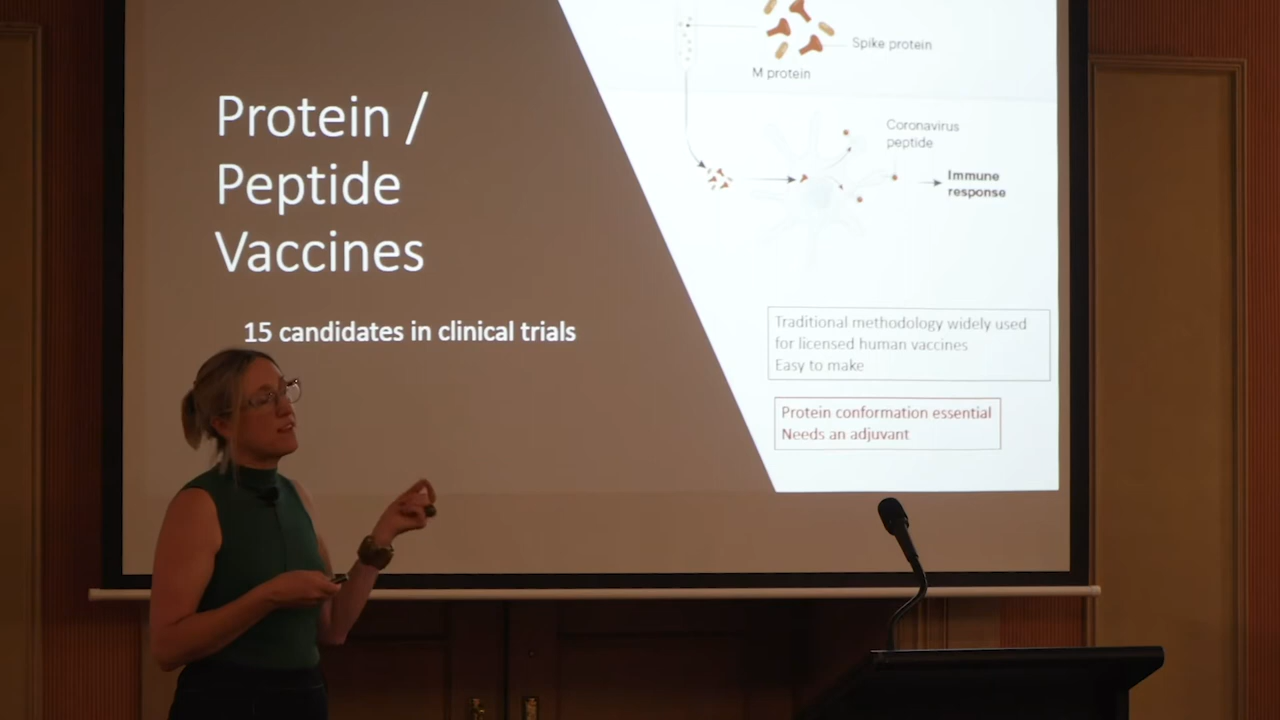 Protein /
Peptide
Vaccines
15 candidates in clinical trials
Spike protein
M protein
Coronavirus
peptide
Immune
response
Traditional methodology widely used
for licensed human vaccines
Easy to make
Protein conformation essential
Needs an adjuvant